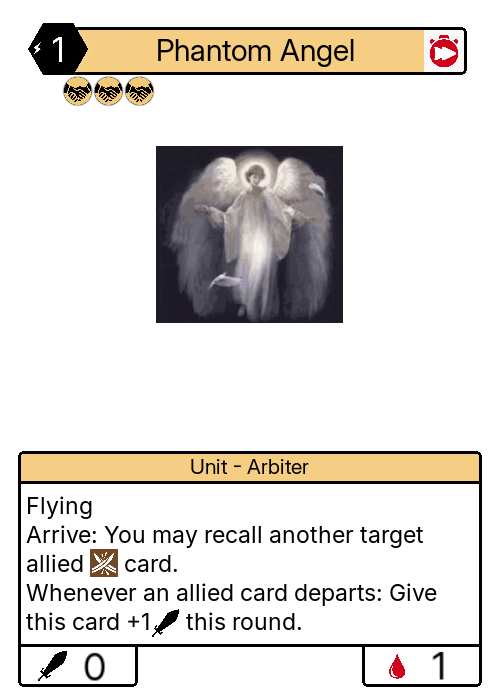 1
Phantom Angel
Unit - Arbiter
Flying
Arrive: You may recall another target
allied card.
Whenever an allied card departs: Give
this card +1 this round.
0
1